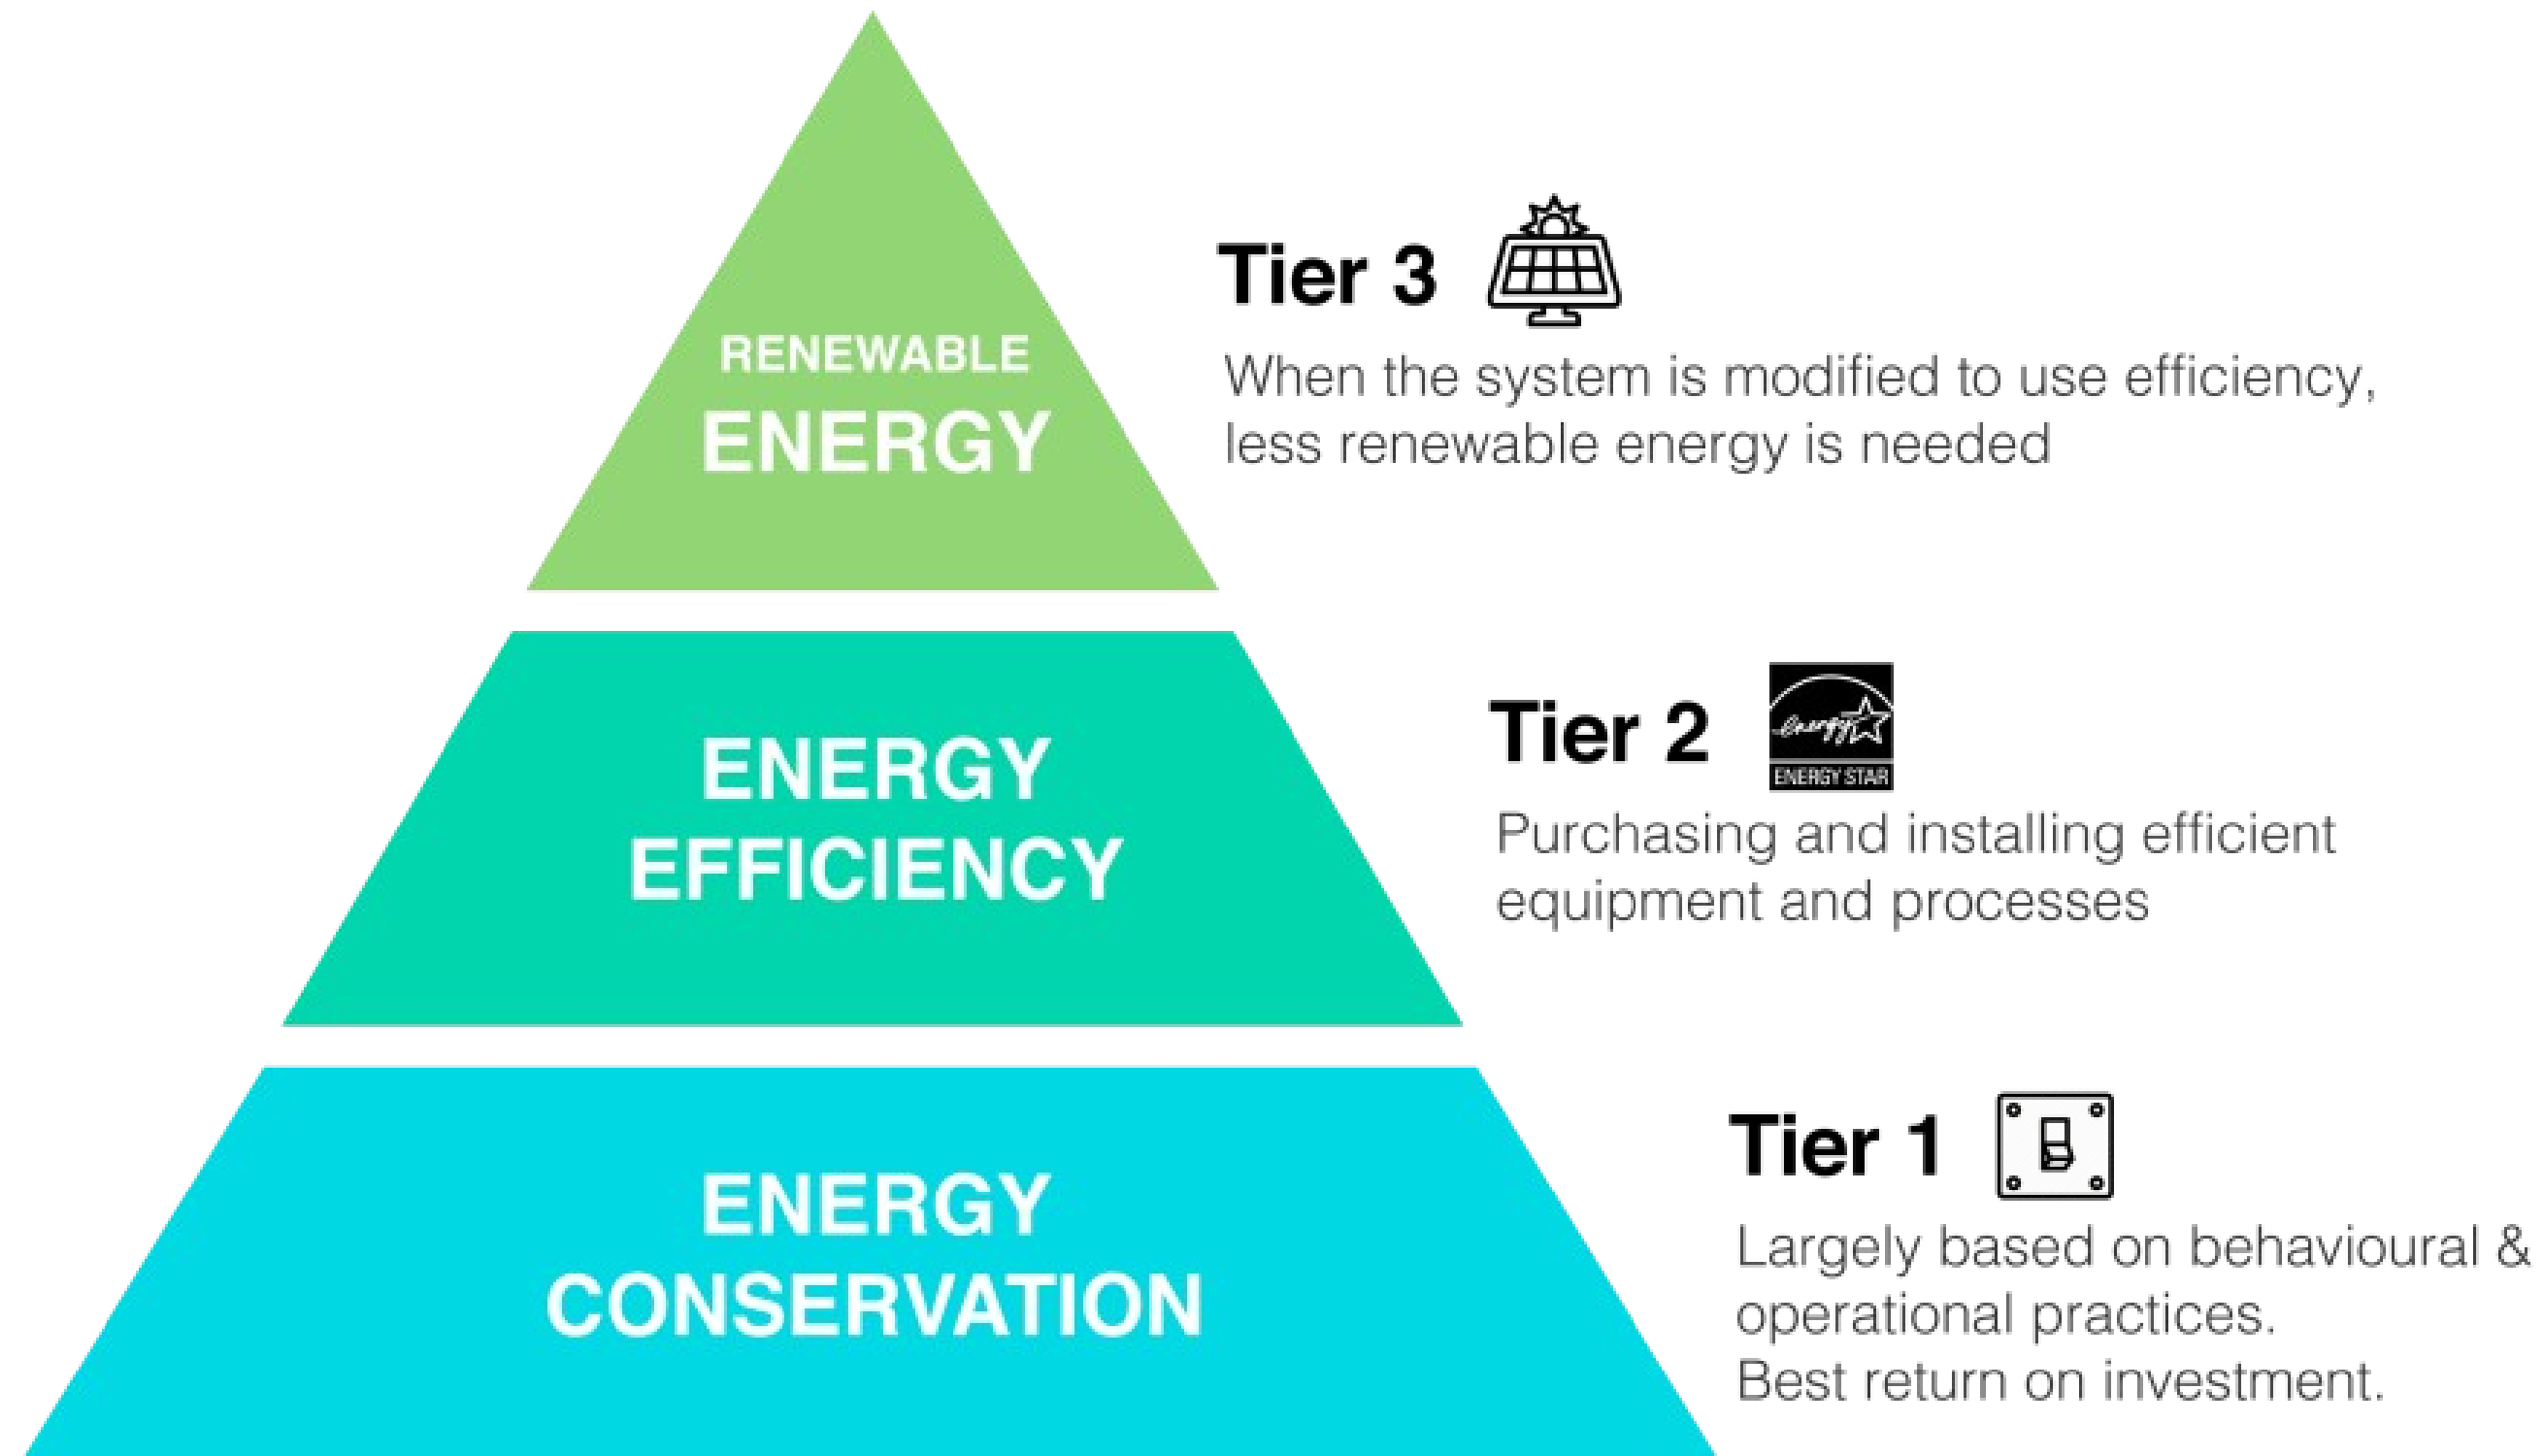 RENEWABLE
ENERGY
Tier 3
When the system is modified to use efficiency,
less renewable energy is needed
ENERGY
EFFICIENCY
Tier 2
energy
ENERGY STAR
Purchasing and installing efficient
equipment and processes
ENERGY
CONSERVATION
Tier 1
Largely based on behavioural &
operational practices.
Best return on investment.